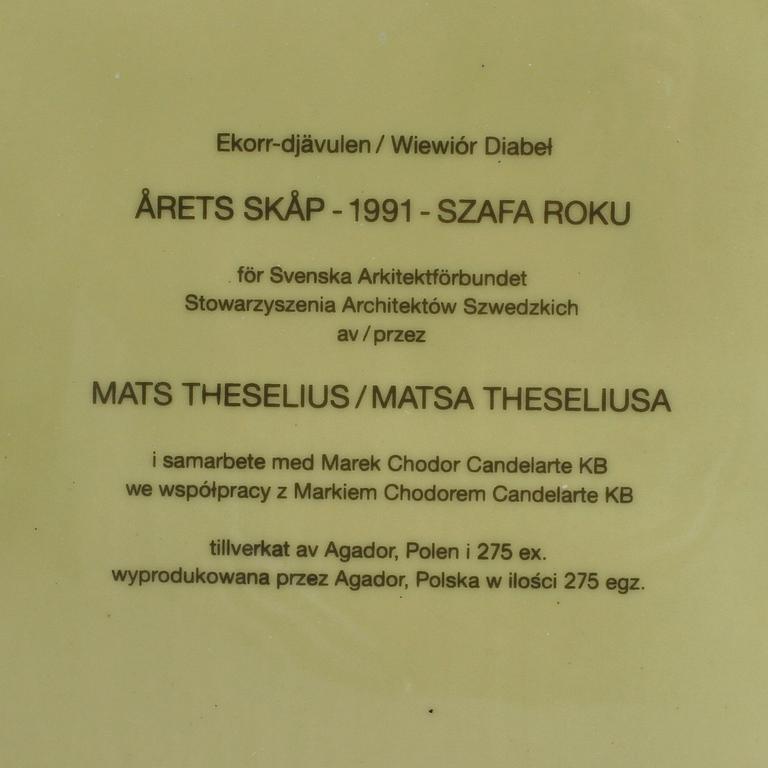 Ekorr-djävulen / Wiewiór Diabeł
ÅRETS SKÅP - 1991 - SZAFA ROKU
för Svenska Arkitektförbundet
Stowarzyszenia Architektów Szwedzkich
av / przez
MATS THESELIUS / MATSA THESELIUSA
i samarbete med Marek Chodor Candelarte KB
we współpracy z Markiem Chodorem Candelarte KB
tillverkat av Agador, Polen i 275 ex.
wyprodukowana przez Agador, Polska w ilości 275 egz.